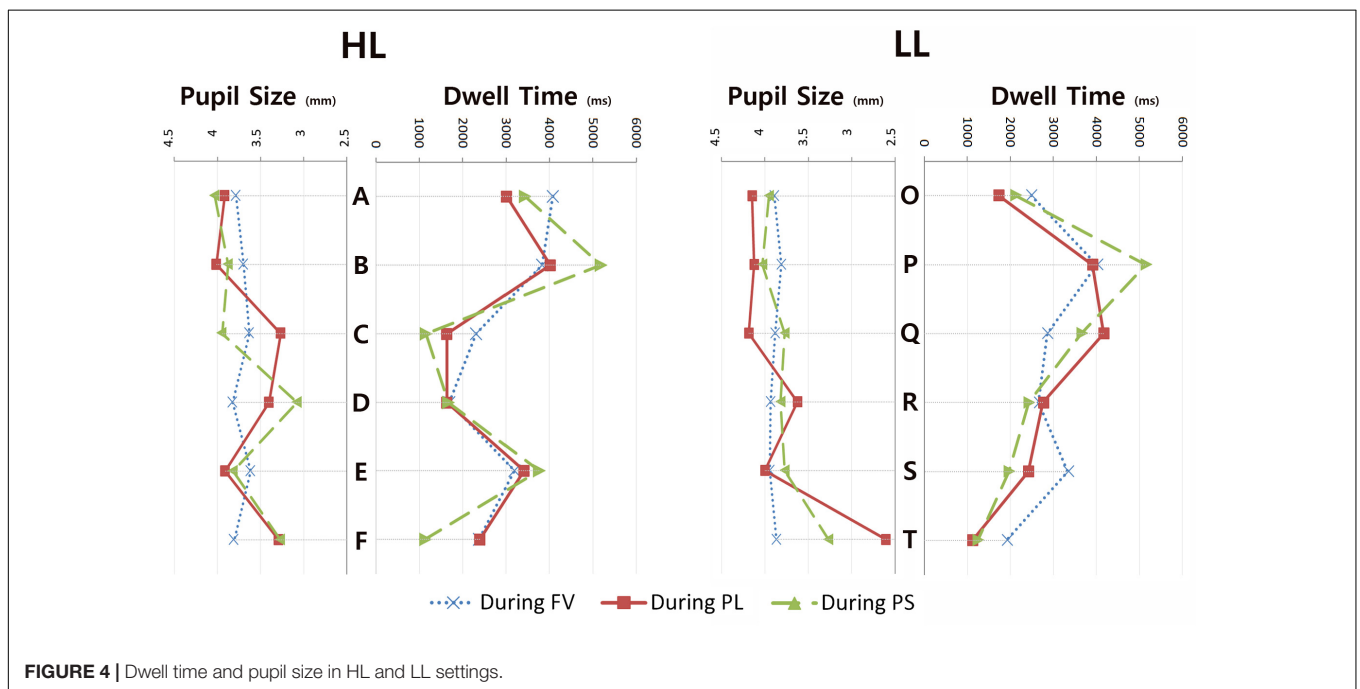 HL
LL
Pupil Size (mm)
Dwell Time (ms)
Pupil Size (mm)
Dwell Time (ms)
4.5 4 3.5 3 2.5
0 1000 2000 3000 4000 5000 6000
4.5 4 3.5 3 2.5
0 1000 2000 3000 4000 5000 6000
A
B
C
D
E
F
O
P
Q
R
S
T
During FV During PL During PS
FIGURE 4 | Dwell time and pupil size in HL and LL settings.